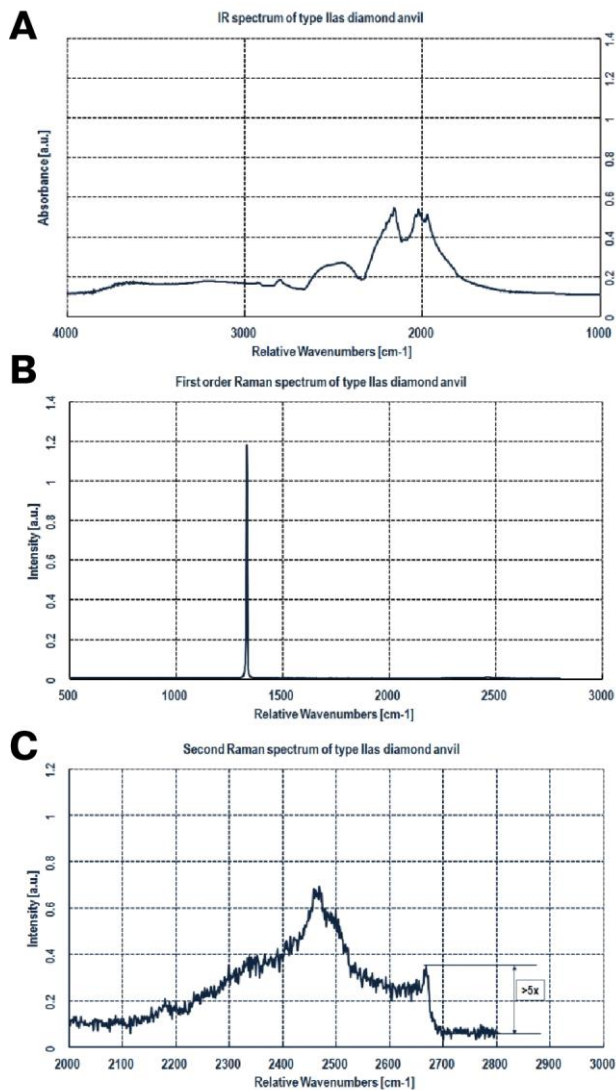 A
IR spectrum of type IIas diamond anvil
Absorbance [a.u.]
0 0.2 0.4 0.6 0.8 1 1.2 1.4
4000 3000 2000 1000
Relative Wavenumbers [cm-1]
B
First order Raman spectrum of type IIas diamond anvil
Intensity [a.u.]
1.4
1.2
1
0.8
0.6
0.4
0.2
0
500 1000 1500 2000 2500 3000
Relative Wavenumbers [cm-1]
C
Second Raman spectrum of type IIas diamond anvil
Intensity [a.u.]
1.2
1
0.8
0.6
0.4
0.2
0
>5x
2000 2100 2200 2300 2400 2500 2600 2700 2800 2900 3000
Relative Wavenumbers [cm-1]